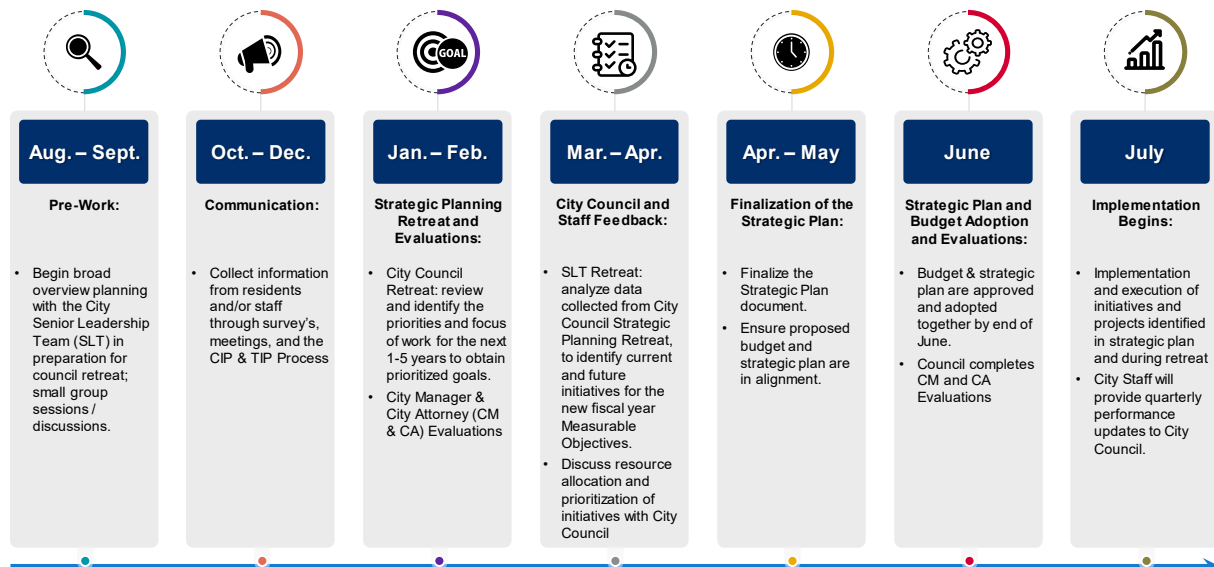 GOAL
Aug. – Sept.
Pre-Work:
• Begin broad
overview planning
with the City
Senior Leadership
Team (SLT) in
preparation for
council retreat;
small group
sessions /
discussions.
Oct. – Dec.
Communication:
• Collect information
from residents
and/or staff
through survey's,
meetings, and the
CIP & TIP Process
Jan. – Feb.
Strategic Planning
Retreat and
Evaluations:
• City Council
Retreat: review
and identify the
priorities and focus
of work for the next
1-5 years to obtain
prioritized goals.
• City Manager &
City Attorney (CM
& CA) Evaluations
Mar. – Apr.
City Council and
Staff Feedback:
• SLT Retreat:
analyze data
collected from City
Council Strategic
Planning Retreat,
to identify current
and future
initiatives for the
new fiscal year
Measurable
Objectives.
• Discuss resource
allocation and
prioritization of
initiatives with City
Council
Apr. – May
Finalization of the
Strategic Plan:
• Finalize the
Strategic Plan
document.
• Ensure proposed
budget and
strategic plan are
in alignment.
June
Strategic Plan and
Budget Adoption
and Evaluations:
• Budget & strategic
plan are approved
and adopted
together by end of
June.
• Council completes
CM and CA
Evaluations
July
Implementation
Begins:
• Implementation
and execution of
initiatives and
projects identified
in strategic plan
and during retreat
• City Staff will
provide quarterly
performance
updates to City
Council.